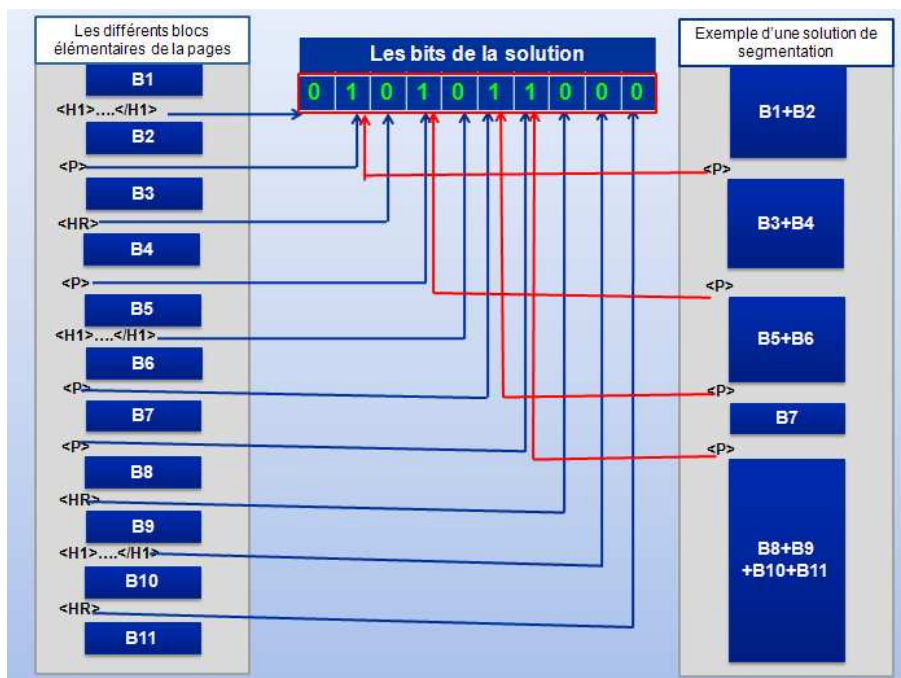 Les différents blocs
élémentaires de la pages
B1
<H1>....</H1>
B2
<P>
B3
<HR>
B4
<P>
B5
<H1>....</H1>
B6
<P>
B7
<P>
B8
<HR>
B9
<H1>....</H1>
B10
<HR>
B11
Les bits de la solution
0 1 0 1 0 1 1 0 0 0
Exemple d'une solution de
segmentation
B1+B2
<P>
B3+B4
<P>
B5+B6
<P>
B7
<P>
B8+B9
+B10+B11